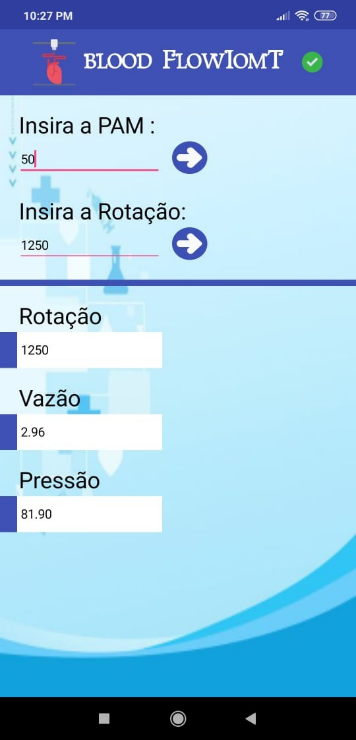 10:27 PM
77
BLOOD FLOWIOMT
Insira a PAM :
50
Insira a Rotação:
1250
Rotação
1250
Vazão
2.96
Pressão
81.90